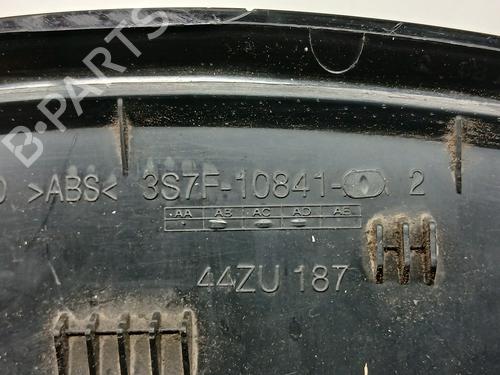 B-PARTS
>ABS< 3S7F-10841- 2
AA AB AC AD AE
44ZU 187